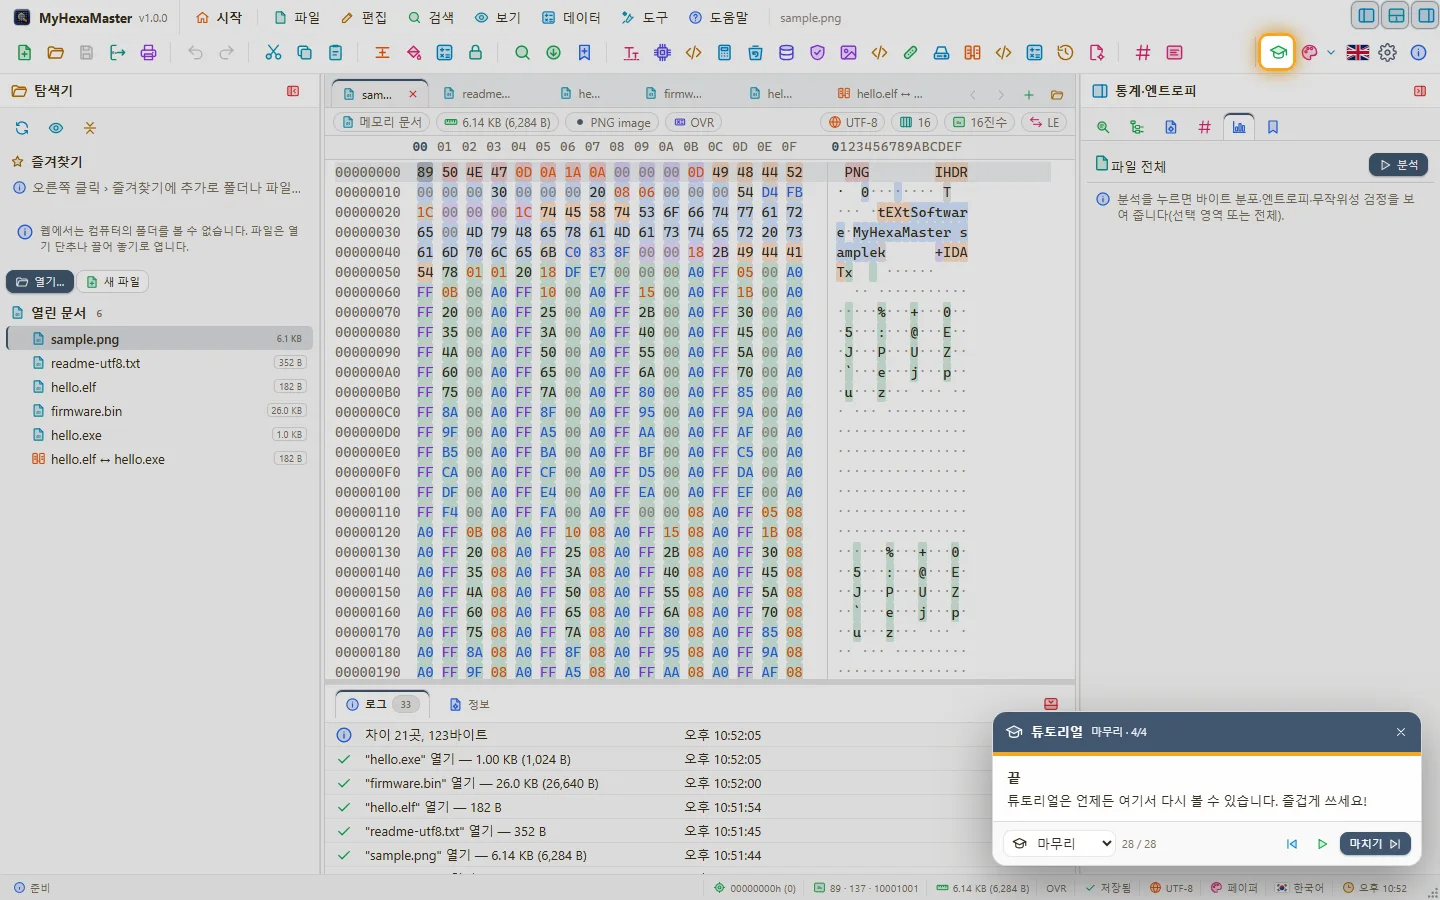 MyHexaMaster v1.0.0 시작 파일 편집 검색 보기 데이터 도구 도움말 sample.png
탐색기
즐겨찾기
오른쪽 클릭 › 즐겨찾기에 추가로 폴더나 파일...
웹에서는 컴퓨터의 폴더를 볼 수 없습니다. 파일은 열
기 단추나 끌어 놓기로 엽니다.
열기... 새 파일
열린 문서 6
sample.png 6.1 KB
readme-utf8.txt 352 B
hello.elf 182 B
firmware.bin 26.0 KB
hello.exe 1.0 KB
hello.elf ↔ hello.exe 182 B
sam... readme... he... firmw... hel... hello.elf ↔ ...
메모리 문서 6.14 KB (6,284 B) PNG image OVR UTF-8 16 16진수 LE
00 01 02 03 04 05 06 07 08 09 0A 0B 0C 0D 0E 0F 0123456789ABCDEF
00000000 89 50 4E 47 0D 0A 1A 0A 00 00 00 0D 49 48 44 52 PNG IHDR
00000010 00 00 00 30 00 00 00 20 08 06 00 00 00 54 D4 FB · 0······· T
00000020 1C 00 00 00 1C 74 45 58 74 53 6F 66 74 77 61 72 ··· tEXtSoftwar
00000030 65 00 4D 79 48 65 78 61 4D 61 73 74 65 72 20 73 e·MyHexaMaster s
00000040 61 6D 70 6C 65 6B C0 83 8F 00 00 18 2B 49 44 41 amplek +IDA
00000050 54 78 01 01 20 18 DF E7 00 00 00 A0 FF 05 00 A0 Tx ······
00000060 FF 0B 00 A0 FF 10 00 A0 FF 15 00 A0 FF 1B 00 A0
00000070 FF 20 00 A0 FF 25 00 A0 FF 2B 00 A0 FF 30 00 A0 % + 0
00000080 FF 35 00 A0 FF 3A 00 A0 FF 40 00 A0 FF 45 00 A0 5 : @ E
00000090 FF 4A 00 A0 FF 50 00 A0 FF 55 00 A0 FF 5A 00 A0 J P U Z
000000A0 FF 60 00 A0 FF 65 00 A0 FF 6A 00 A0 FF 70 00 A0 ` e j p
000000B0 FF 75 00 A0 FF 7A 00 A0 FF 80 00 A0 FF 85 00 A0 u z
000000C0 FF 8A 00 A0 FF 8F 00 A0 FF 95 00 A0 FF 9A 00 A0
000000D0 FF 9F 00 A0 FF A5 00 A0 FF AA 00 A0 FF AF 00 A0
000000E0 FF B5 00 A0 FF BA 00 A0 FF BF 00 A0 FF C5 00 A0
000000F0 FF CA 00 A0 FF CF 00 A0 FF D5 00 A0 FF DA 00 A0
00000100 FF DF 00 A0 FF E4 00 A0 FF EA 00 A0 FF EF 00 A0
00000110 FF F4 00 A0 FF FA 00 A0 FF 00 00 08 A0 FF 05 08
00000120 A0 FF 0B 08 A0 FF 10 08 A0 FF 15 08 A0 FF 1B 08
00000130 A0 FF 20 08 A0 FF 25 08 A0 FF 2B 08 A0 FF 30 08 % + 0
00000140 A0 FF 35 08 A0 FF 3A 08 A0 FF 40 08 A0 FF 45 08 5 : @ E
00000150 A0 FF 4A 08 A0 FF 50 08 A0 FF 55 08 A0 FF 5A 08 J P U Z
00000160 A0 FF 60 08 A0 FF 65 08 A0 FF 6A 08 A0 FF 70 08 ` e j p
00000170 A0 FF 75 08 A0 FF 7A 08 A0 FF 80 08 A0 FF 85 08 u z
00000180 A0 FF 8A 08 A0 FF 8F 08 A0 FF 95 08 A0 FF 9A 08
00000190 A0 FF 9F 08 A0 FF A5 08 A0 FF AA 08 A0 FF AF 08
로그 33 정보
차이 21곳, 123바이트 오후 10:52:05
"hello.exe" 열기 — 1.00 KB (1,024 B) 오후 10:52:05
"firmware.bin" 열기 — 26.0 KB (26,640 B) 오후 10:52:00
"hello.elf" 열기 — 182 B 오후 10:51:54
"readme-utf8.txt" 열기 — 352 B 오후 10:51:45
"sample.png" 열기 — 6.14 KB (6,284 B) 오후 10:51:44
통계·엔트로피
파일 전체 분석
분석을 누르면 바이트 분포·엔트로피·무작위성 검정을 보
여 줍니다(선택 영역 또는 전체).
튜토리얼 마무리 · 4/4
끝
튜토리얼은 언제든 여기서 다시 볼 수 있습니다. 즐겁게 쓰세요!
마무리 28 / 28 마치기
준비 00000000h (0) 89 · 137 · 10001001 6.14 KB (6,284 B) OVR 저장됨 UTF-8 페이퍼 한국어 오후 10:52